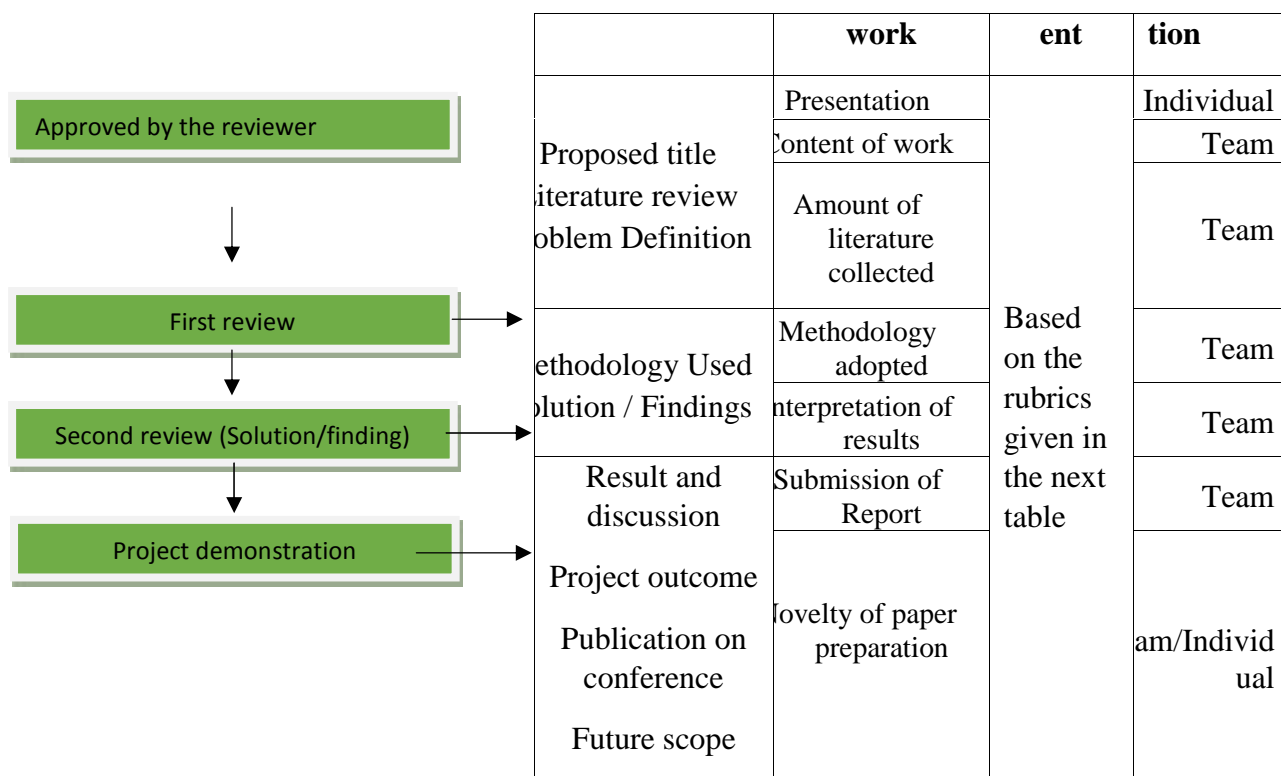 Approved by the reviewer
First review
Second review (Solution/finding)
Project demonstration
work
ent
tion
Proposed title
iterature review
oblem Definition
Presentation
Content of work
Amount of
literature
collected
Individual
Team
Team
ethodology Used
olution / Findings
Methodology
adopted
nterpretation of
results
Based
on the
rubrics
given in
the next
table
Team
Team
Result and
discussion
Project outcome
Publication on
conference
Future scope
Submission of
Report
Novelty of paper
preparation
Team
am/Individ
ual